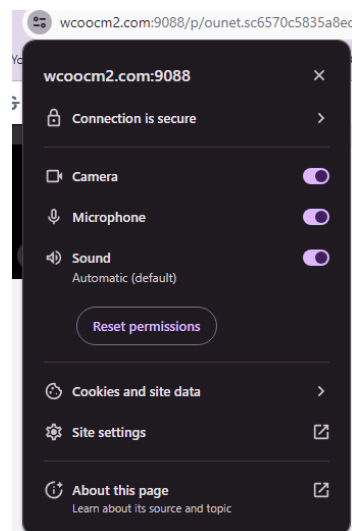 wcoocm2.com:9088/p/ounet.sc6570c5835a8ec
wcoocm2.com:9088
Connection is secure
Camera
Microphone
Sound
Automatic (default)
Reset permissions
Cookies and site data
Site settings
About this page
Learn about its source and topic